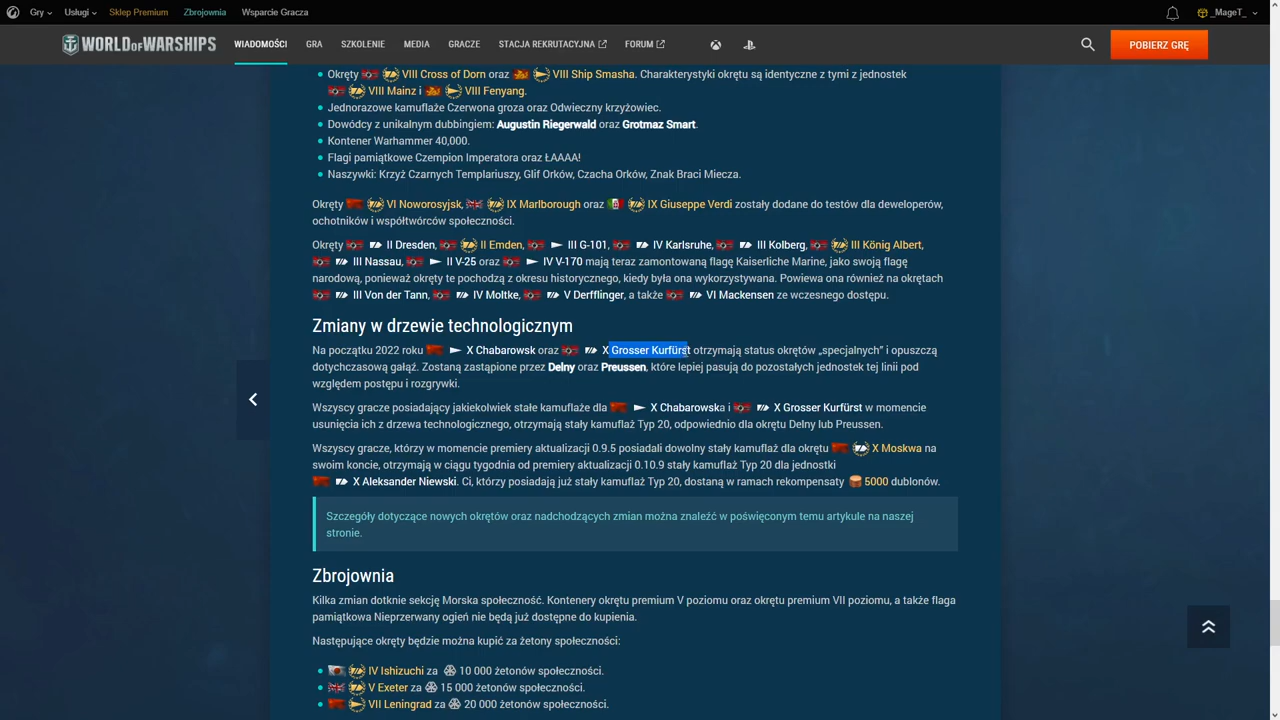 Gry
Usługi
Sklep Premium
Zbrojownia
Wsparcie Gracza
_MageT_
WORLD OF WARSHIPS
WIADOMOŚCI
GRA
SZKOLENIE
MEDIA
GRACZE
STACJA REKRUTACYJNA
FORUM
POBIERZ GRĘ
Okręty VIII Cross of Dorn oraz VIII Ship Smasha. Charakterystyki okrętu są identyczne z tymi z jednostek
VIII Mainz i VIII Fenyang.
Jednorazowe kamuflaże Czerwona groza oraz Odwieczny krzyżowiec.
Dowódcy z unikalnym dubbingiem: Augustin Riegerwald oraz Grotmaz Smart.
Kontener Warhammer 40,000.
Flagi pamiątkowe Czempion Imperatora oraz ŁAAAA!
Naszywki: Krzyż Czarnych Templariuszy, Glif Orków, Czacha Orków, Znak Braci Miecza.
Okręty VI Noworosyjsk, IX Marlborough oraz IX Giuseppe Verdi zostały dodane do testów dla deweloperów,
ochotników i współtwórców społeczności.
Okręty II Dresden, II Emden, III G-101, IV Karlsruhe, III Kolberg, III König Albert,
III Nassau, II V-25 oraz IV V-170 mają teraz zamontowaną flagę Kaiserliche Marine, jako swoją flagę
narodową, ponieważ okręty te pochodzą z okresu historycznego, kiedy była ona wykorzystywana. Powiewa ona również na okrętach
III Von der Tann, IV Moltke, V Derfflinger, a także VI Mackensen ze wczesnego dostępu.
Zmiany w drzewie technologicznym
Na początku 2022 roku X Chabarowsk oraz X Grosser Kurfürst otrzymają status okrętów „specjalnych” i opuszczą
dotychczasową gałąź. Zostaną zastąpione przez Delny oraz Preussen, które lepiej pasują do pozostałych jednostek tej linii pod
względem postępu i rozgrywki.
Wszyscy gracze posiadający jakiekolwiek stałe kamuflaże dla X Chabarowska i X Grosser Kurfürst w momencie
usunięcia ich z drzewa technologicznego, otrzymają stały kamuflaż Typ 20, odpowiednio dla okrętu Delny lub Preussen.
Wszyscy gracze, którzy w momencie premiery aktualizacji 0.9.5 posiadali dowolny stały kamuflaż dla okrętu X Moskwa na
swoim koncie, otrzymają w ciągu tygodnia od premiery aktualizacji 0.10.9 stały kamuflaż Typ 20 dla jednostki
X Aleksander Niewski. Ci, którzy posiadają już stały kamuflaż Typ 20, dostaną w ramach rekompensaty 5000 dublonów.
Szczegóły dotyczące nowych okrętów oraz nadchodzących zmian można znaleźć w poświęconym temu artykule na naszej
stronie.
Zbrojownia
Kilka zmian dotknie sekcję Morska społeczność. Kontenery okrętu premium V poziomu oraz okrętu premium VII poziomu, a także flaga
pamiątkowa Nieprzerwany ogień nie będą już dostępne do kupienia.
Następujące okręty będzie można kupić za żetony społeczności:
IV Ishizuchi za 10 000 żetonów społeczności.
V Exeter za 15 000 żetonów społeczności.
VII Leningrad za 20 000 żetonów społeczności.